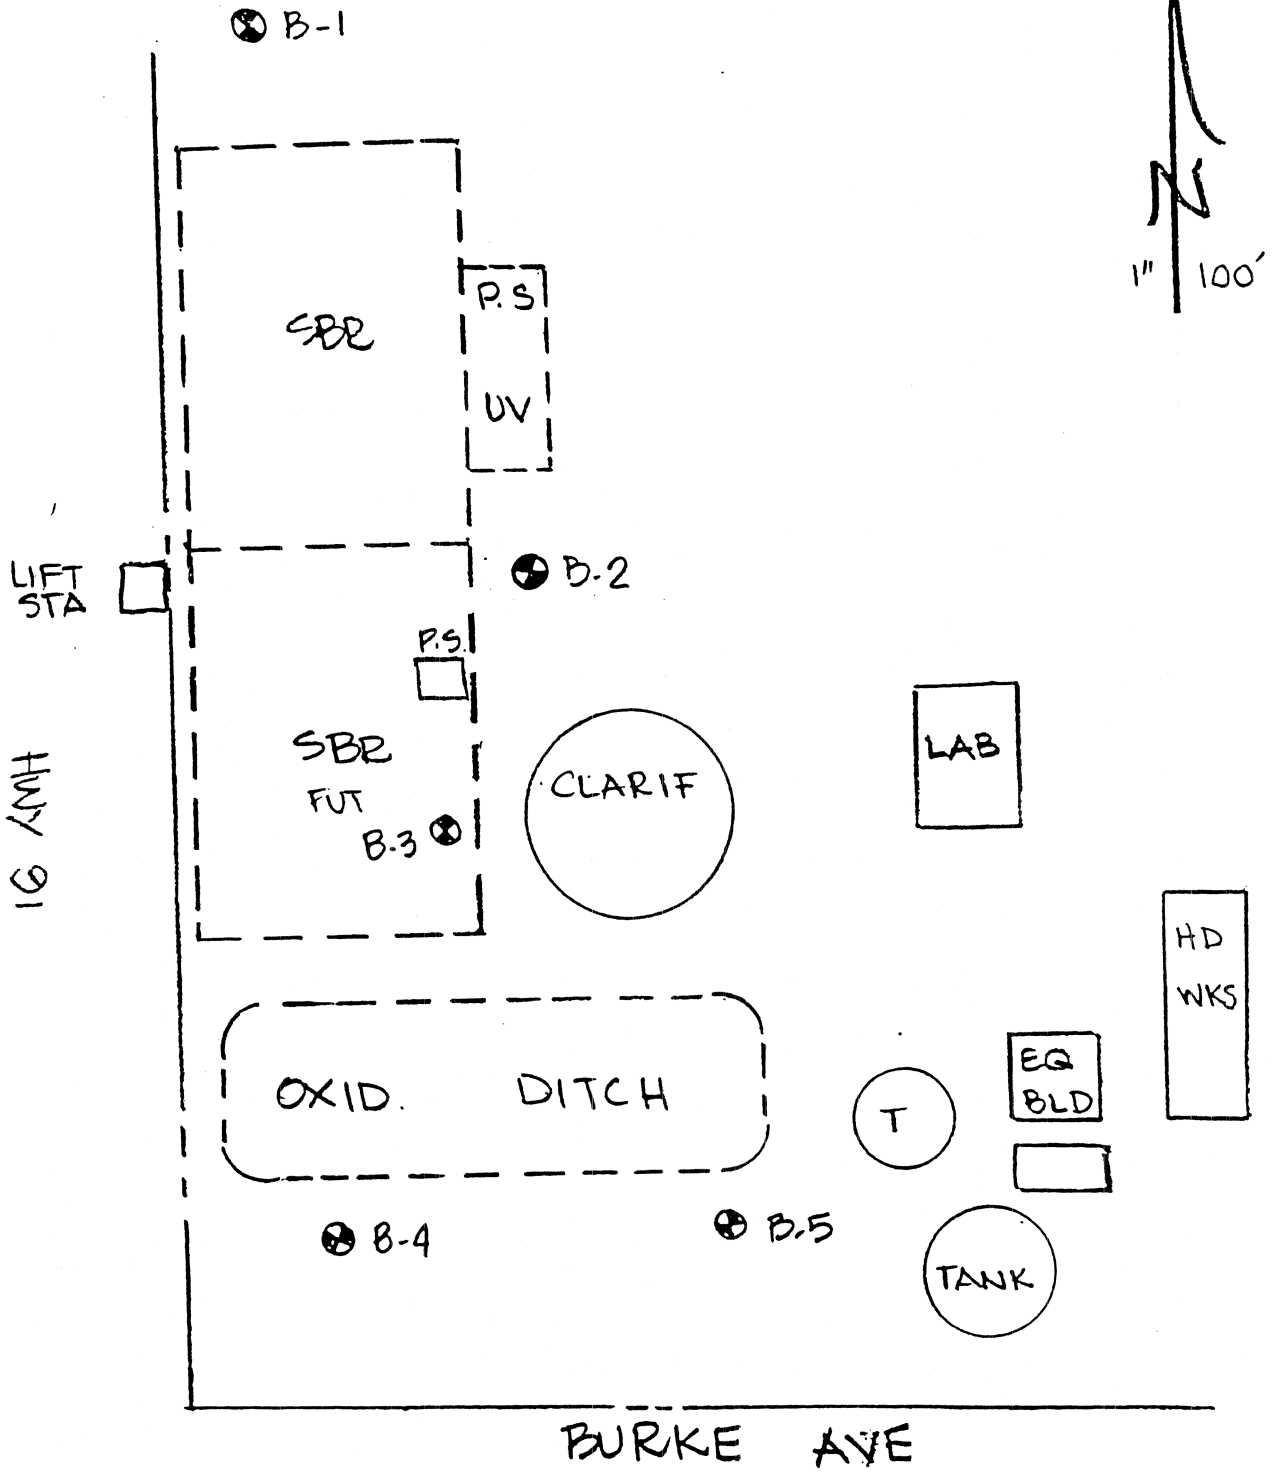 B-1
N
1" 100'
P.S
SBR
UV
LIFT
STA
B-2
P.S.
SBR
FUT
B-3
CLARIF
LAB
HWY 91
HD
WKS
OXID. DITCH
T
EQ
BLD
B-4
B-5
TANK
BURKE AVE